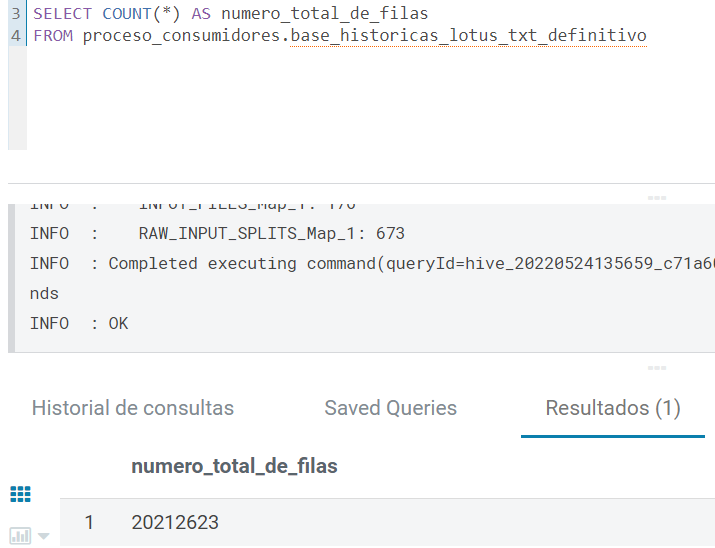 3 SELECT COUNT(*) AS numero_total_de_filas
4 FROM proceso_consumidores.base_historicas_lotus_txt_definitivo
INFO : INPUT_FILES_Map_1: 170
INFO : RAW_INPUT_SPLITS_Map_1: 673
INFO : Completed executing command(queryId=hive_20220524135659_c71a6
nds
INFO : OK
Historial de consultas Saved Queries Resultados (1)
numero_total_de_filas
1 20212623